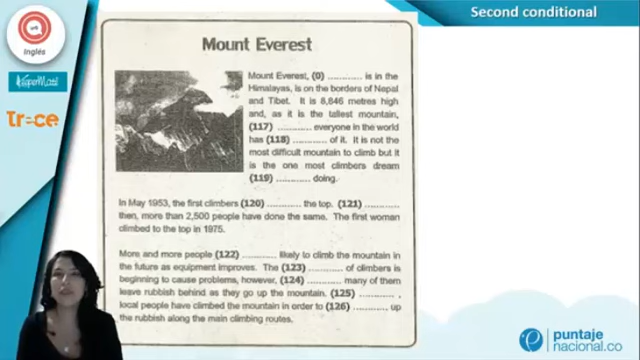 Second conditional
Inglés
Trece
Mount Everest
Mount Everest, (0) ............ is in the
Himalayas, is on the borders of Nepal
and Tibet. It is 8,846 metres high
and, as it is the tallest mountain,
(117) ............ everyone in the world
has (118) ............ of it. It is not the
most difficult mountain to climb but it
is the one most climbers dream
(119) ............ doing.
In May 1953, the first climbers (120) ............ the top. (121) ............
then, more than 2,500 people have done the same. The first woman
climbed to the top in 1975.
More and more people (122) ............ likely to climb the mountain in
the future as equipment improves. The (123) ............ of climbers is
beginning to cause problems, however, (124) ............ many of them
leave rubbish behind as they go up the mountain. (125) ............ ,
local people have climbed the mountain in order to (126) ............ up
the rubbish along the main climbing routes.
puntaje
nacional.co